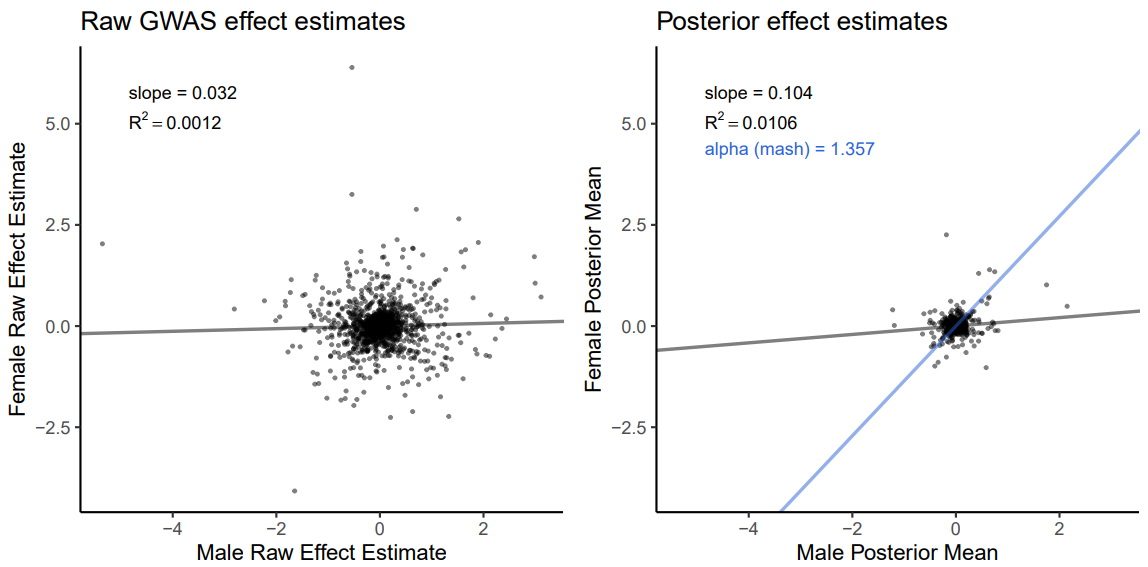 Raw GWAS effect estimates
slope = 0.032
R² = 0.0012
5.0
2.5
0.0
−2.5
Female Raw Effect Estimate
−4
−2
0
2
Male Raw Effect Estimate
Posterior effect estimates
slope = 0.104
R² = 0.0106
alpha (mash) = 1.357
5.0
2.5
0.0
−2.5
Female Posterior Mean
−4
−2
0
2
Male Posterior Mean